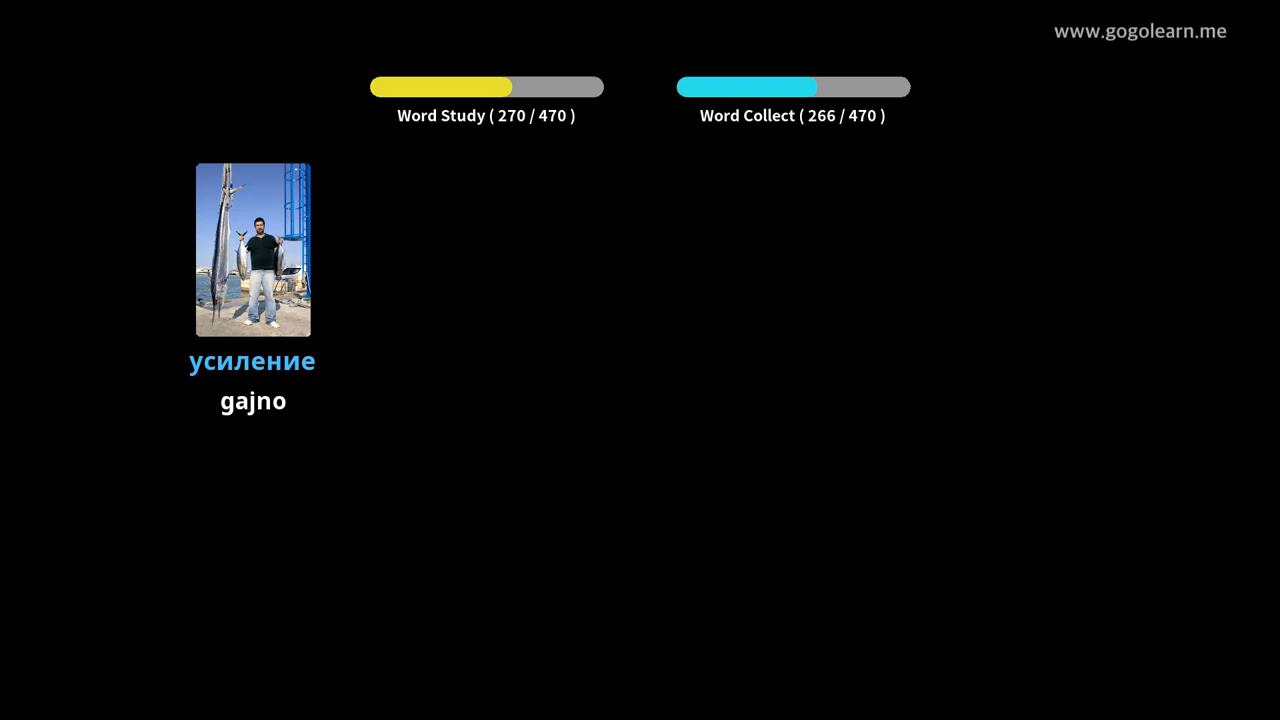 www.gogolearn.me
Word Study ( 270 / 470 )
Word Collect ( 266 / 470 )
усиление
gajno